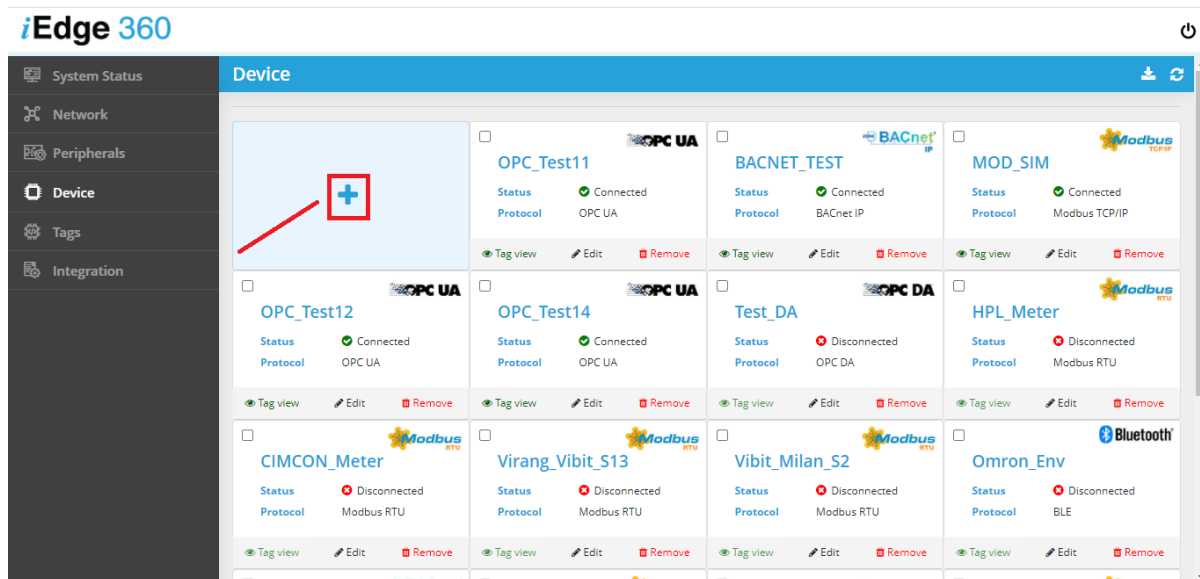 iEdge 360
System Status
Network
Peripherals
Device
Tags
Integration
Device
OPC UA
OPC_Test11
Status Connected
Protocol OPC UA
Tag view Edit Remove
BACnet IP
BACNET_TEST
Status Connected
Protocol BACnet IP
Tag view Edit Remove
Modbus TCP/IP
MOD_SIM
Status Connected
Protocol Modbus TCP/IP
Tag view Edit Remove
OPC UA
OPC_Test12
Status Connected
Protocol OPC UA
Tag view Edit Remove
OPC UA
OPC_Test14
Status Connected
Protocol OPC UA
Tag view Edit Remove
OPC DA
Test_DA
Status Disconnected
Protocol OPC DA
Tag view Edit Remove
Modbus RTU
HPL_Meter
Status Disconnected
Protocol Modbus RTU
Tag view Edit Remove
Modbus RTU
CIMCON_Meter
Status Disconnected
Protocol Modbus RTU
Tag view Edit Remove
Modbus RTU
Virang_Vibit_S13
Status Disconnected
Protocol Modbus RTU
Tag view Edit Remove
Modbus RTU
Vibit_Milan_S2
Status Disconnected
Protocol Modbus RTU
Tag view Edit Remove
Bluetooth
Omron_Env
Status Disconnected
Protocol BLE
Tag view Edit Remove